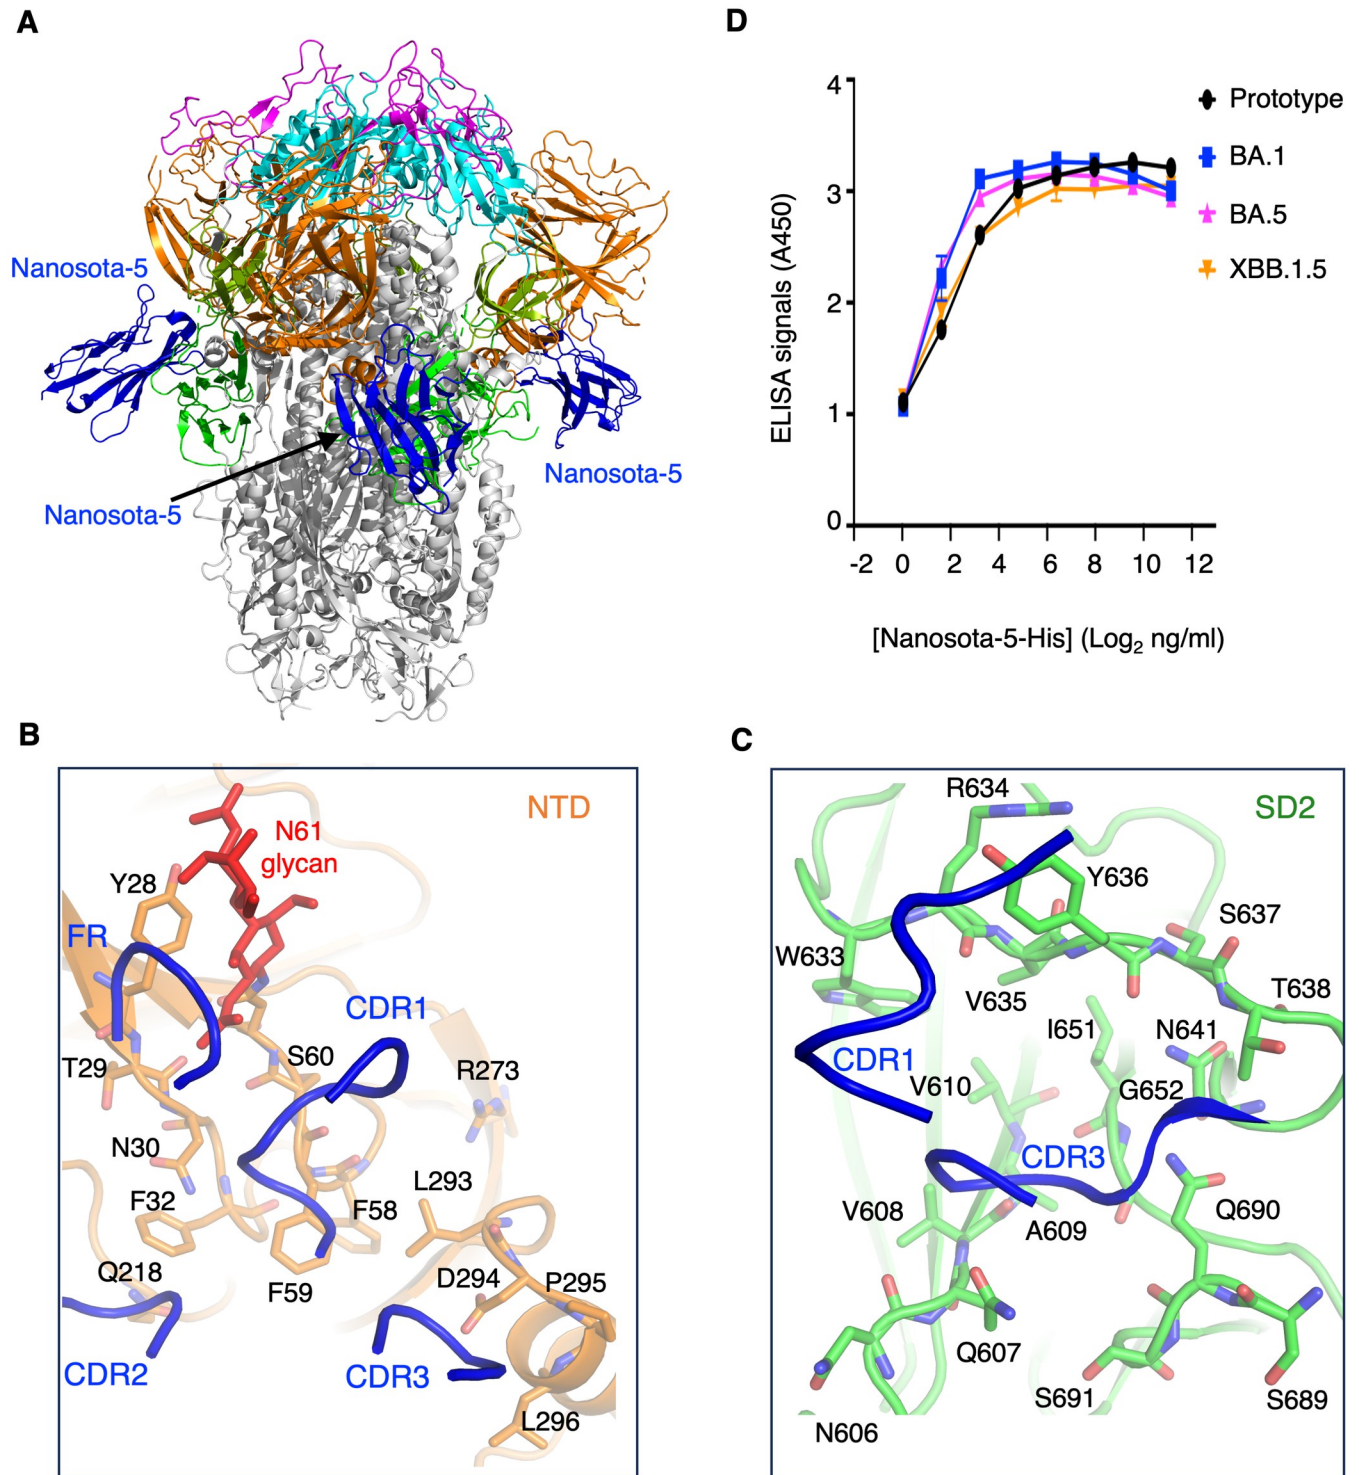 A
Nanosota-5
Nanosota-5
Nanosota-5
D
4
3
2
1
0
-2 0 2 4 6 8 10 12
ELISA signals (A450)
[Nanosota-5-His] (Log₂ ng/ml)
Prototype
BA.1
BA.5
XBB.1.5
B
NTD
N61
glycan
Y28
FR
CDR1
T29
S60
R273
N30
L293
F32
F58
Q218
D294
P295
F59
CDR2
CDR3
L296
C
R634
SD2
Y636
S637
W633
V635
T638
I651
N641
CDR1
V610
G652
CDR3
V608
A609
Q690
Q607
S691
S689
N606